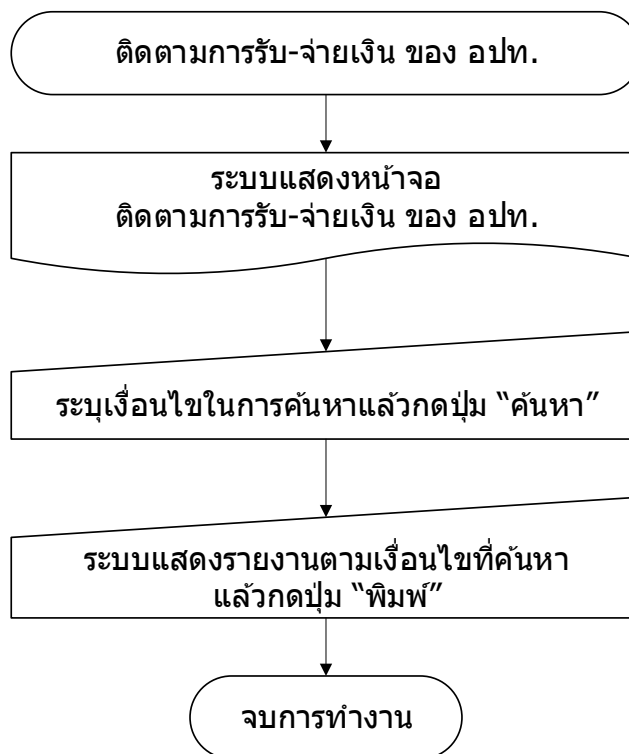 ติดตามการรับ-จ่ายเงิน ของ อปท.
ระบบแสดงหน้าจอ
ติดตามการรับ-จ่ายเงิน ของ อปท.
ระบุเงื่อนไขในการค้นหาแล้วกดปุ่ม “ค้นหา”
ระบบแสดงรายงานตามเงื่อนไขที่ค้นหา
แล้วกดปุ่ม “พิมพ์”
จบการทำงาน